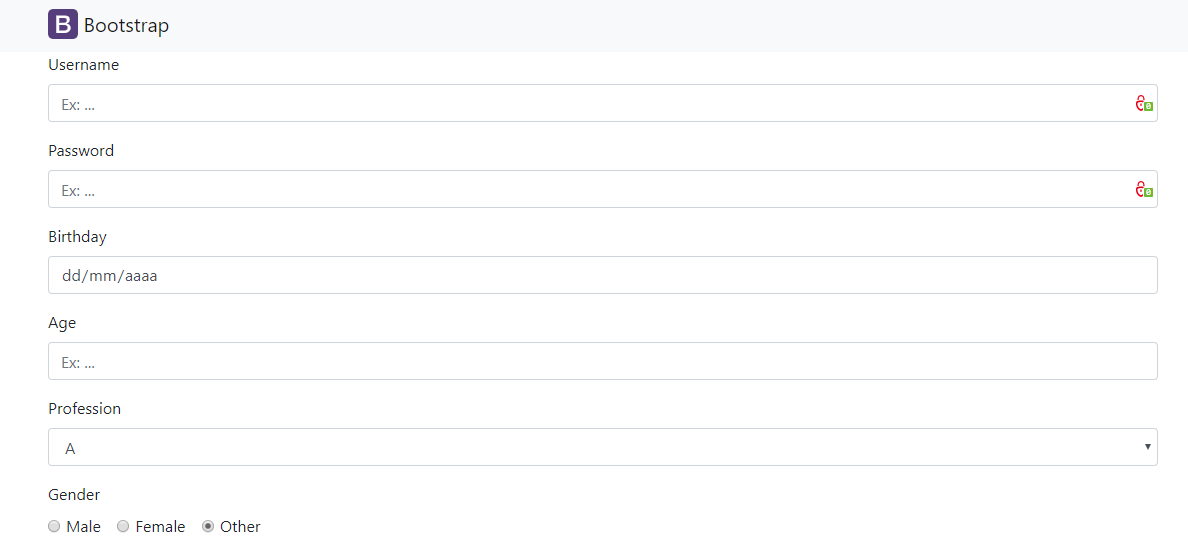 B Bootstrap
Username
Ex: ...
Password
Ex: ...
Birthday
dd/mm/aaaa
Age
Ex: ...
Profession
A
Gender
Male Female Other